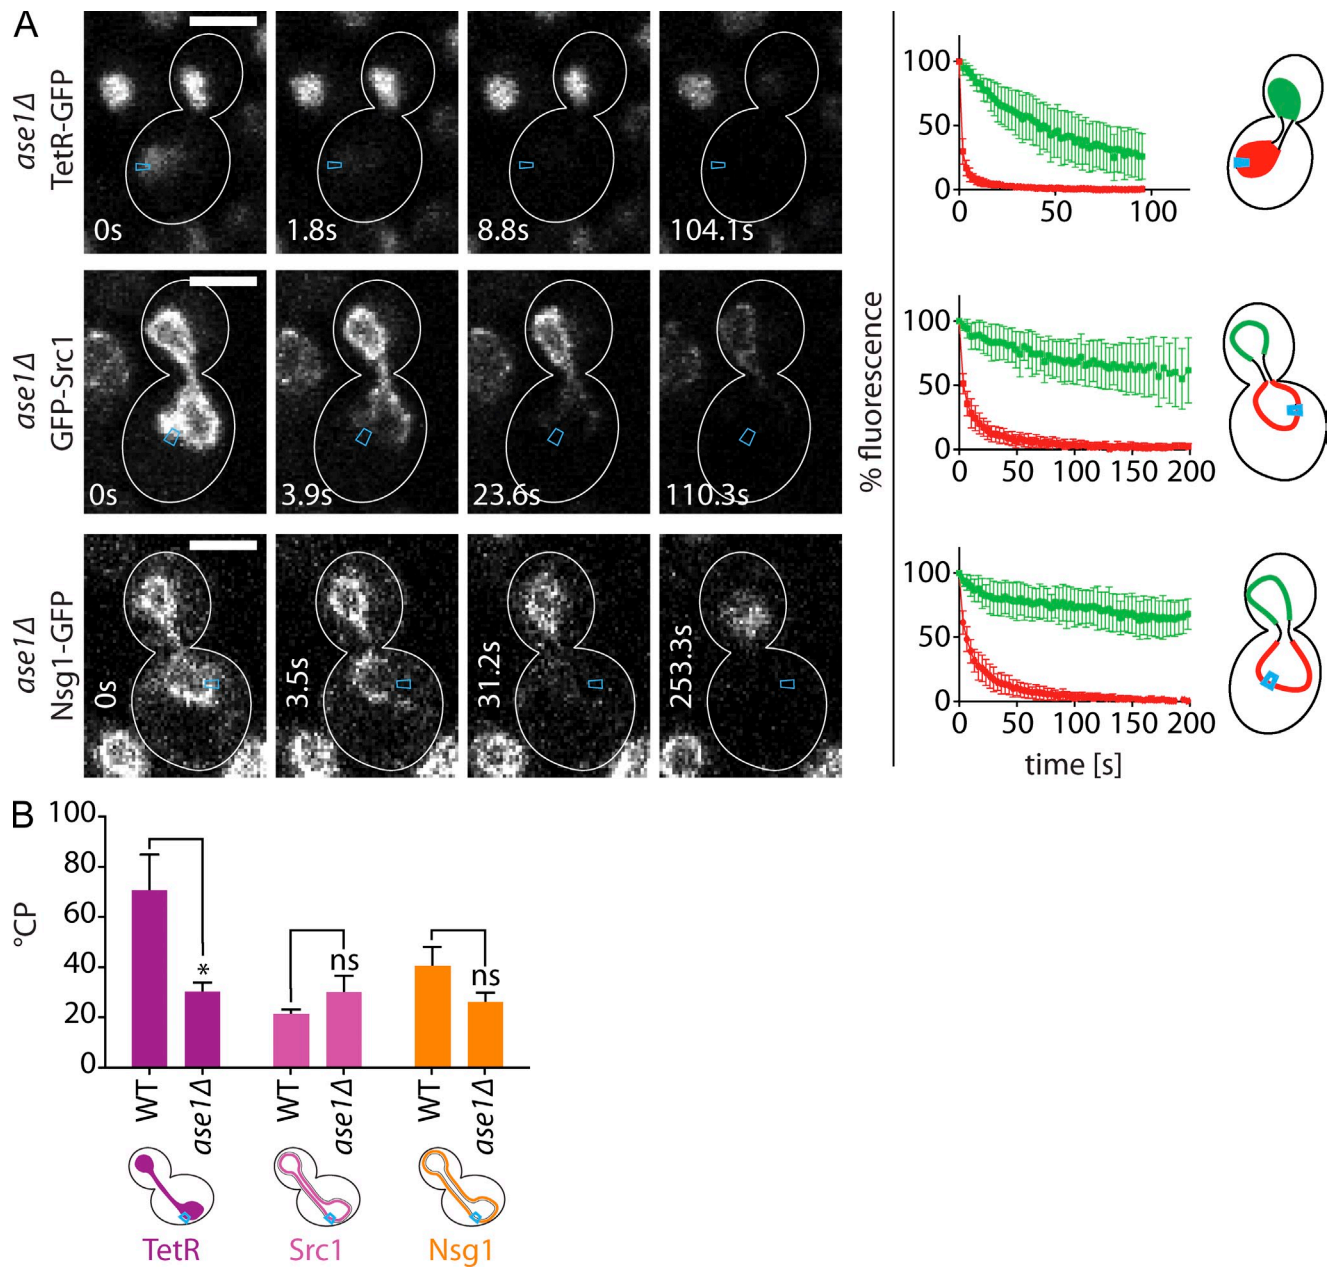 A
ase1Δ
TetR-GFP
0s
1.8s
8.8s
104.1s
100
50
0
0
50
100
ase1Δ
GFP-Src1
0s
3.9s
23.6s
110.3s
% fluorescence
100
50
0
0
50
100
150
200
ase1Δ
Nsg1-GFP
0s
3.5s
31.2s
253.3s
100
50
0
0
50
100
150
200
time [s]
B
°CP
100
80
60
40
20
0
*
ns
ns
WT
ase1Δ
WT
ase1Δ
WT
ase1Δ
TetR
Src1
Nsg1